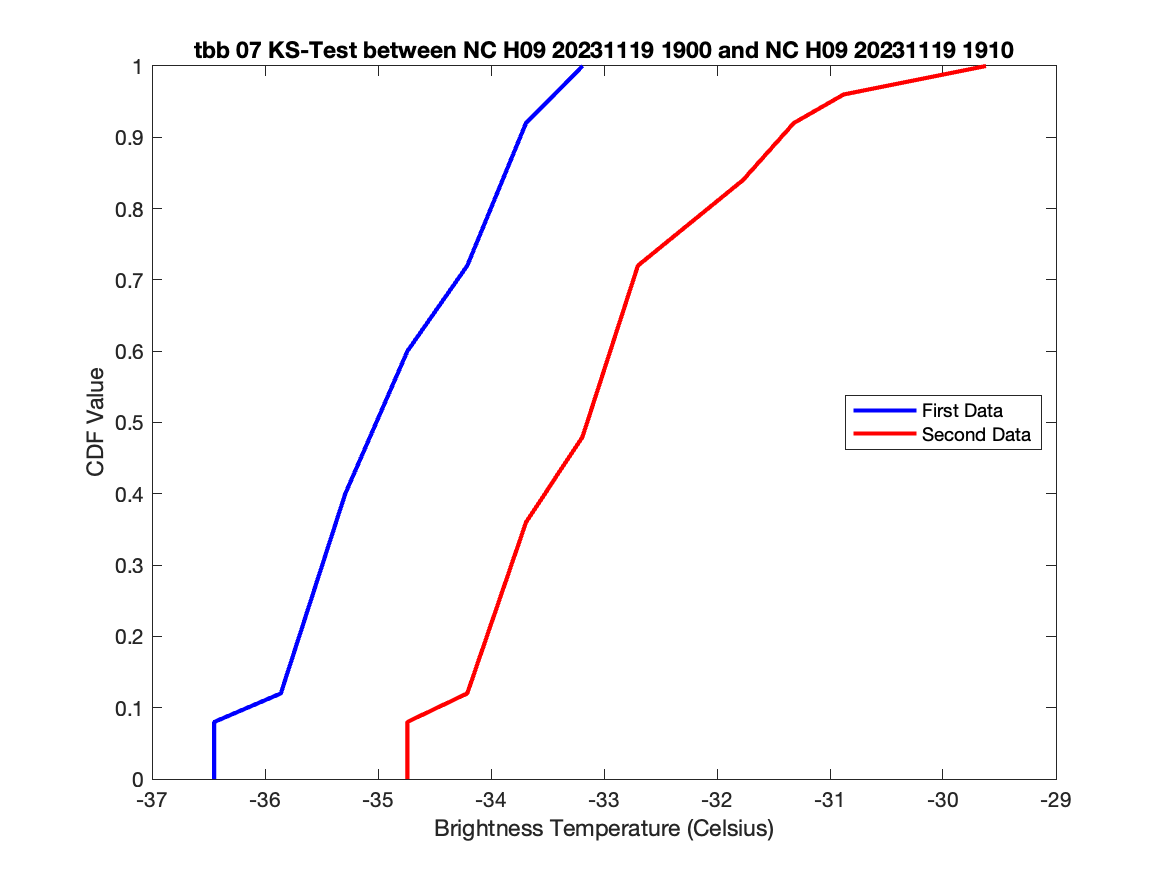 tbb 07 KS-Test between NC H09 20231119 1900 and NC H09 20231119 1910
1
0.9
0.8
0.7
0.6
0.5
0.4
0.3
0.2
0.1
0
CDF Value
First Data
Second Data
-37 -36 -35 -34 -33 -32 -31 -30 -29
Brightness Temperature (Celsius)